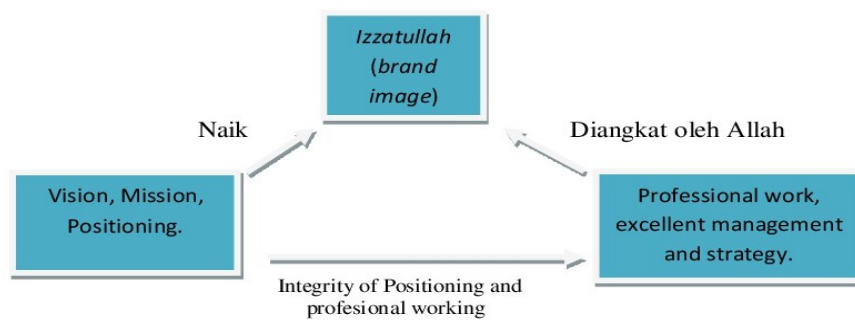 Izzatullah
(brand
image)
Naik
Diangkat oleh Allah
Vision, Mission,
Positioning.
Professional work,
excellent management
and strategy.
Integrity of Positioning and
profesional working